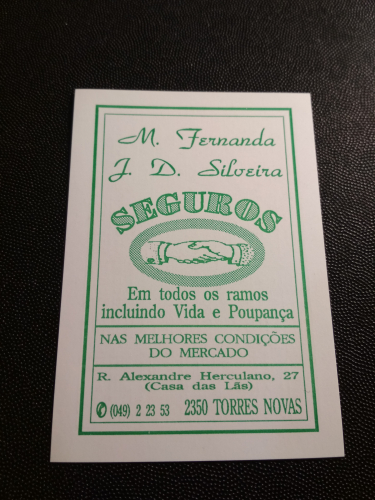 M. Fernanda
J. D. Silveira
SEGUROS
Em todos os ramos
incluindo Vida e Poupança
NAS MELHORES CONDIÇÕES
DO MERCADO
R. Alexandre Herculano, 27
(Casa das Lãs)
✆ (049) 2 23 53 2350 TORRES NOVAS